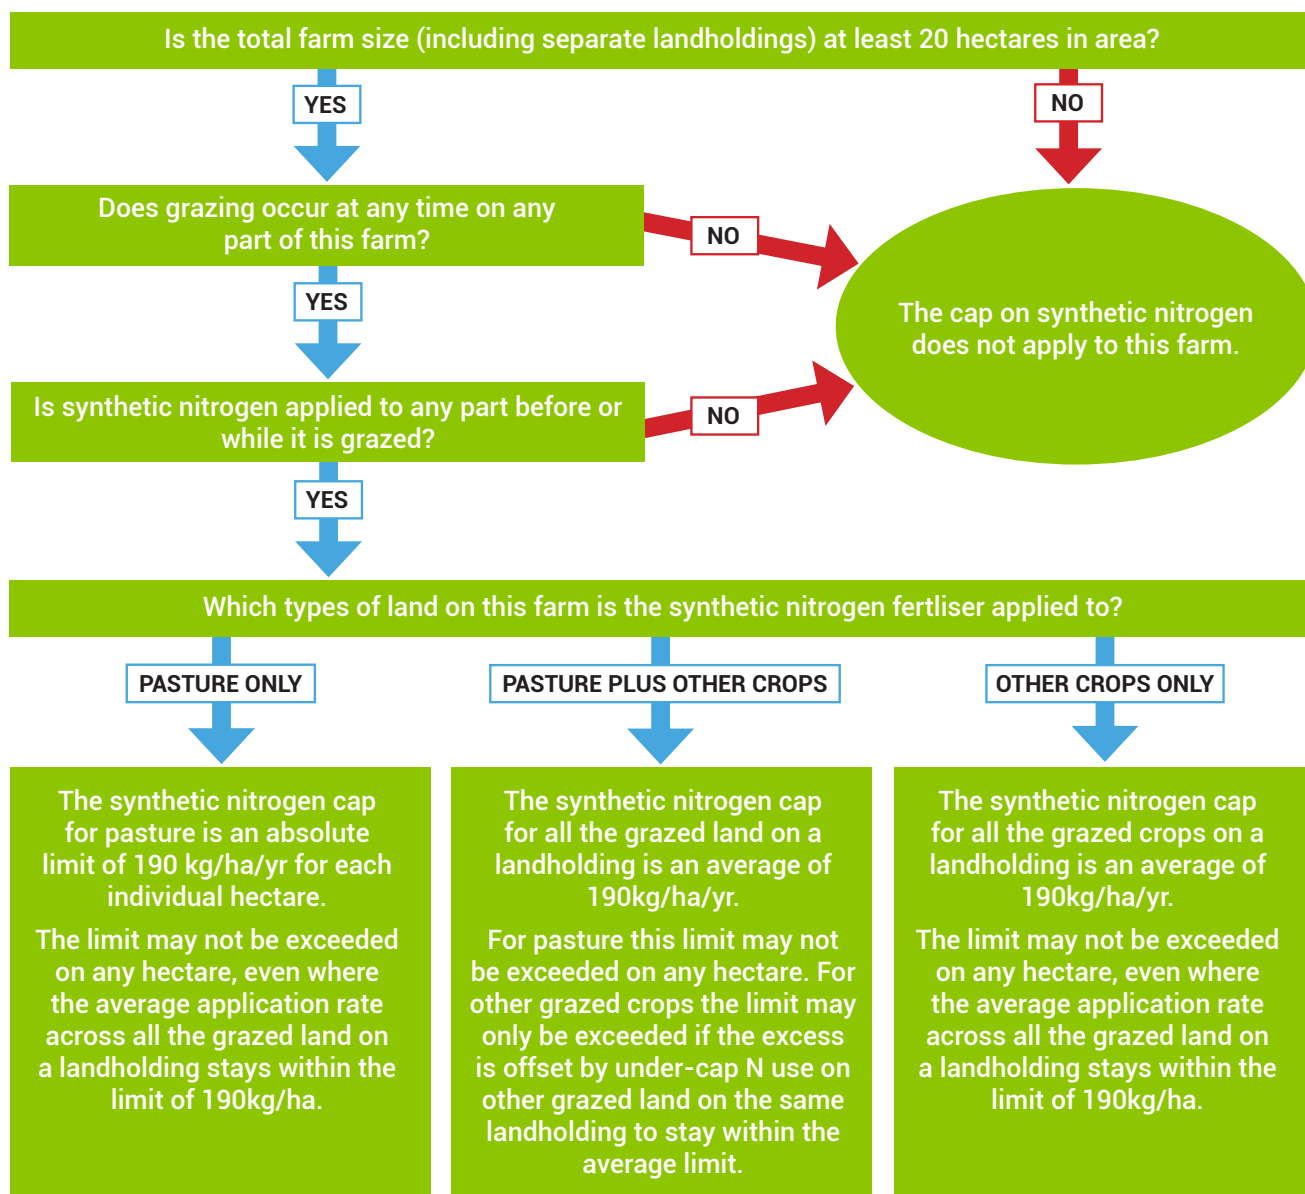 Is the total farm size (including separate landholdings) at least 20 hectares in area?
YES
NO
Does grazing occur at any time on any
part of this farm?
NO
YES
The cap on synthetic nitrogen
does not apply to this farm.
Is synthetic nitrogen applied to any part before or
while it is grazed?
NO
YES
Which types of land on this farm is the synthetic nitrogen fertliser applied to?
PASTURE ONLY
PASTURE PLUS OTHER CROPS
OTHER CROPS ONLY
The synthetic nitrogen cap
for pasture is an absolute
limit of 190 kg/ha/yr for each
individual hectare.
The limit may not be exceeded
on any hectare, even where
the average application rate
across all the grazed land on
a landholding stays within the
limit of 190kg/ha.
The synthetic nitrogen cap
for all the grazed land on a
landholding is an average of
190kg/ha/yr.
For pasture this limit may not
be exceeded on any hectare. For
other grazed crops the limit may
only be exceeded if the excess
is offset by under-cap N use on
other grazed land on the same
landholding to stay within the
average limit.
The synthetic nitrogen cap
for all the grazed crops on a
landholding is an average of
190kg/ha/yr.
The limit may not be exceeded
on any hectare, even where
the average application rate
across all the grazed land on
a landholding stays within the
limit of 190kg/ha.